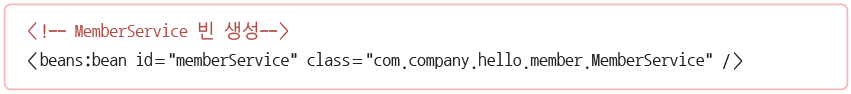 <!-- MemberService 빈 생성-->
<beans:bean id="memberService" class="com.company.hello.member.MemberService" />